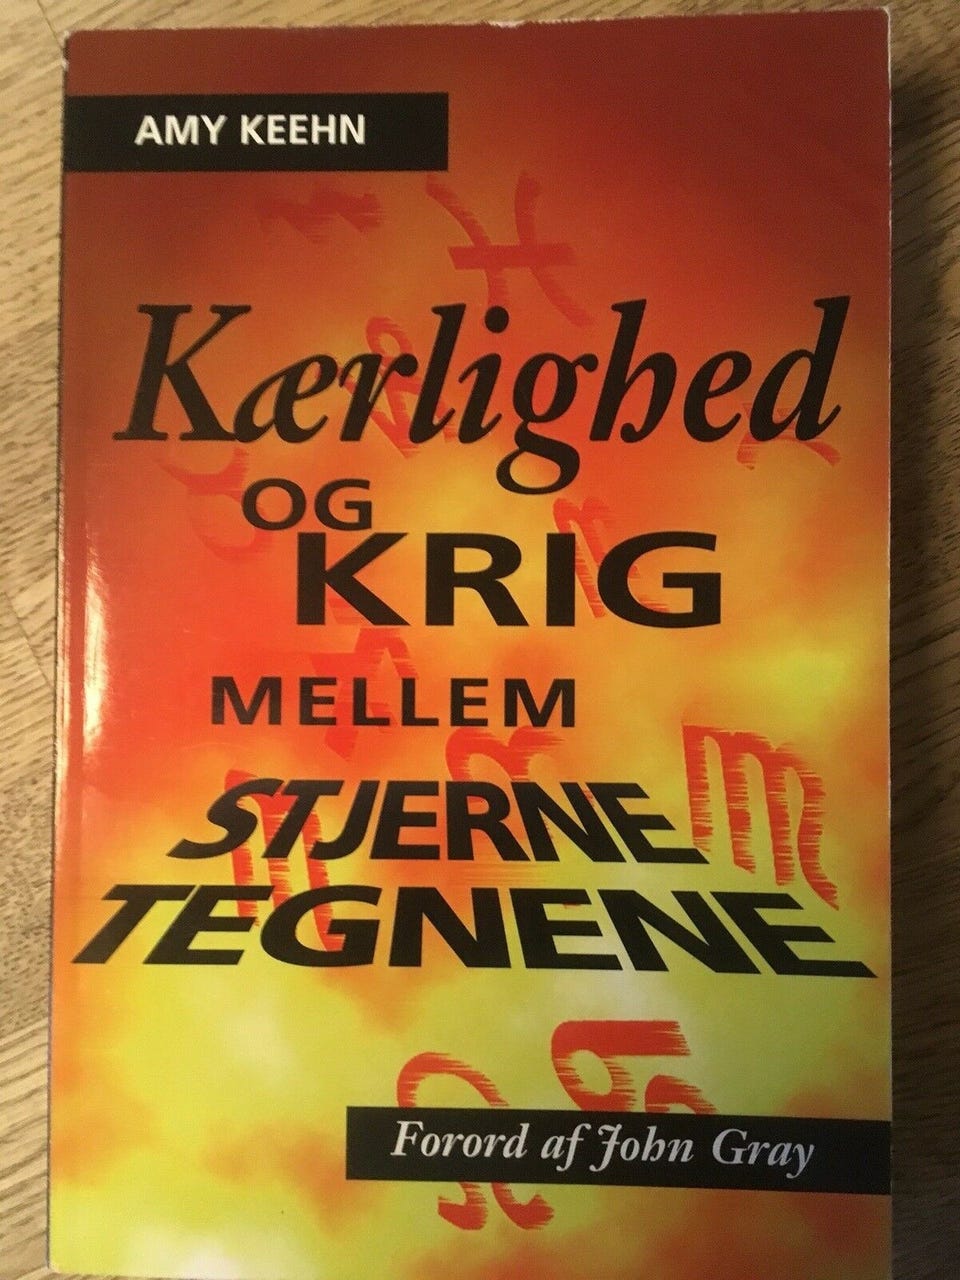 AMY KEEHN
Kærlighed
OG
KRIG
MELLEM
STJERNE
TEGNENE
Forord af John Gray